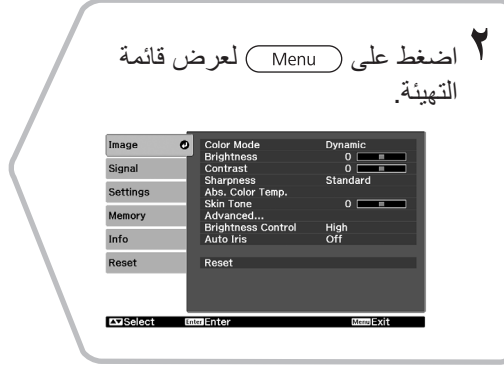 ٢ اضغط على Menu لعرض قائمة
التهيئة.
Image
Signal
Settings
Memory
Info
Reset
Color Mode Dynamic
Brightness 0
Contrast 0
Sharpness Standard
Abs. Color Temp.
Skin Tone 0
Advanced...
Brightness Control High
Auto Iris Off
Reset
Select Enter Enter Menu Exit